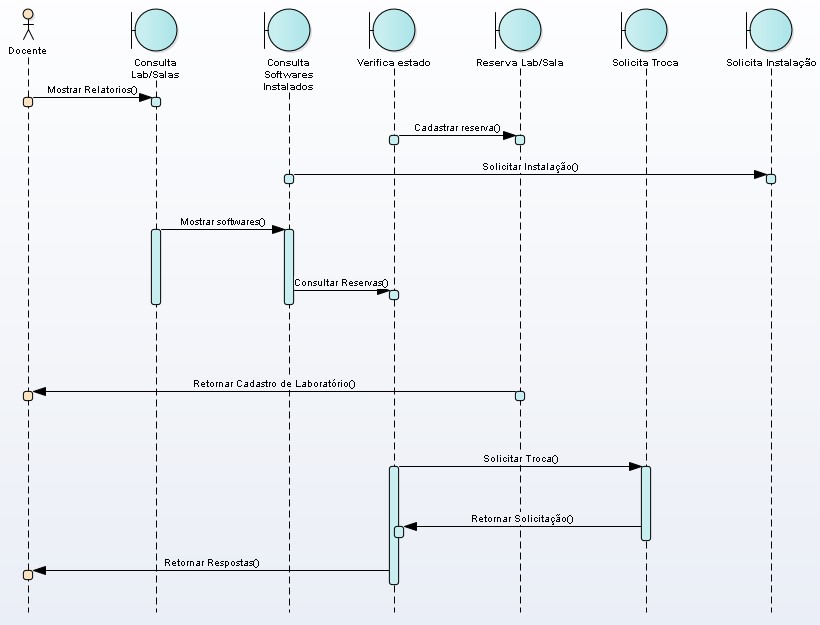 Docente
Consulta
Lab/Salas
Consulta
Softwares
Instalados
Verifica estado
Reserva Lab/Sala
Solicita Troca
Solicita Instalação
Mostrar Relatorios()
Cadastrar reserva()
Solicitar Instalação()
Mostrar softwares()
Consultar Reservas()
Retornar Cadastro de Laboratório()
Solicitar Troca()
Retornar Solicitação()
Retornar Respostas()